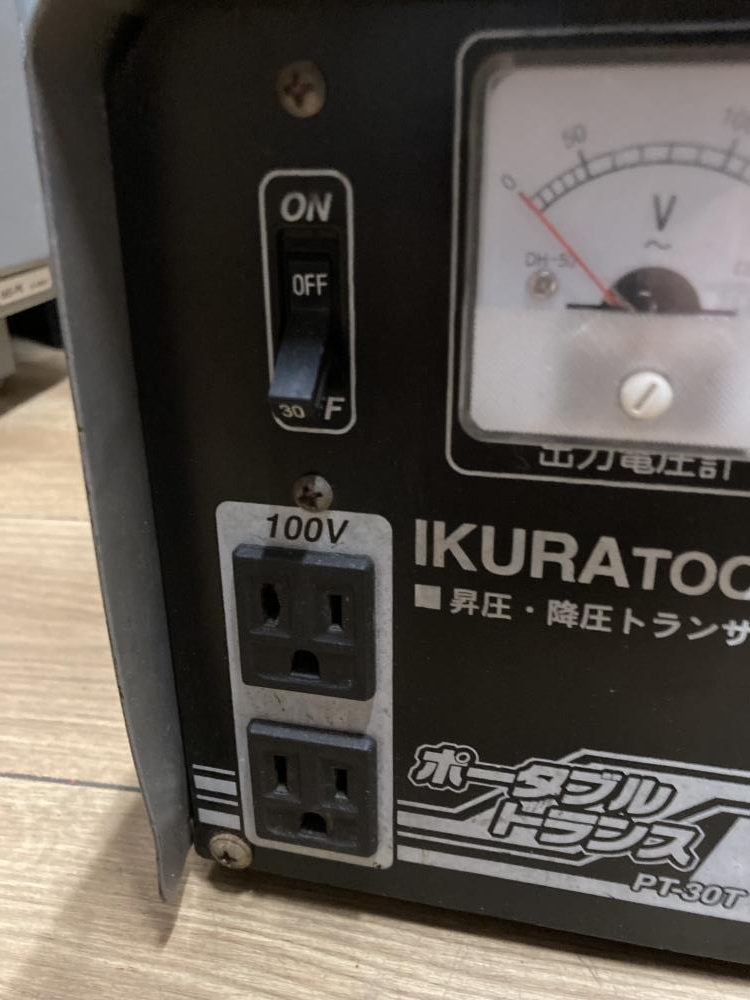 ON
OFF
30 F
0 50
V
~
DH-50
出力電圧計
100V
IKURATOO
■昇圧・降圧トランサ
ポータブル
トランス
PT-30T